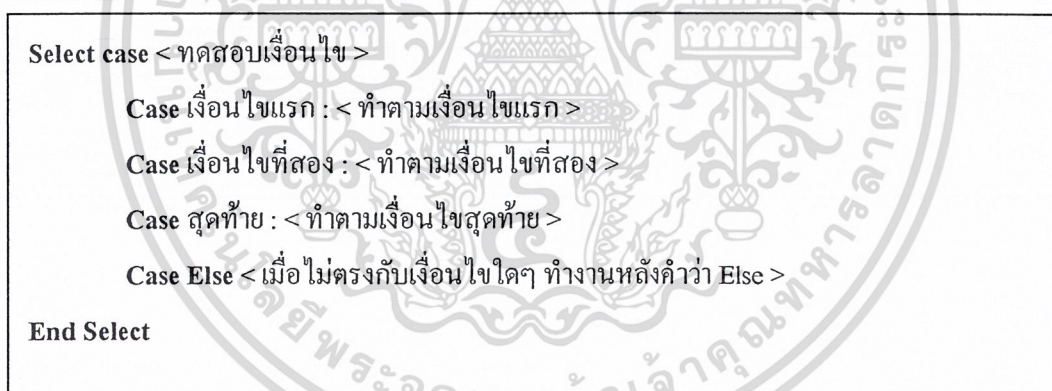 Select case < ทดสอบเงื่อนไข >
Case เงื่อนไขแรก : < ทำตามเงื่อนไขแรก >
Case เงื่อนไขที่สอง : < ทำตามเงื่อนไขที่สอง >
Case สุดท้าย : < ทำตามเงื่อนไขสุดท้าย >
Case Else < เมื่อไม่ตรงกับเงื่อนไขใดๆ ทำงานหลังคำว่า Else >
End Select